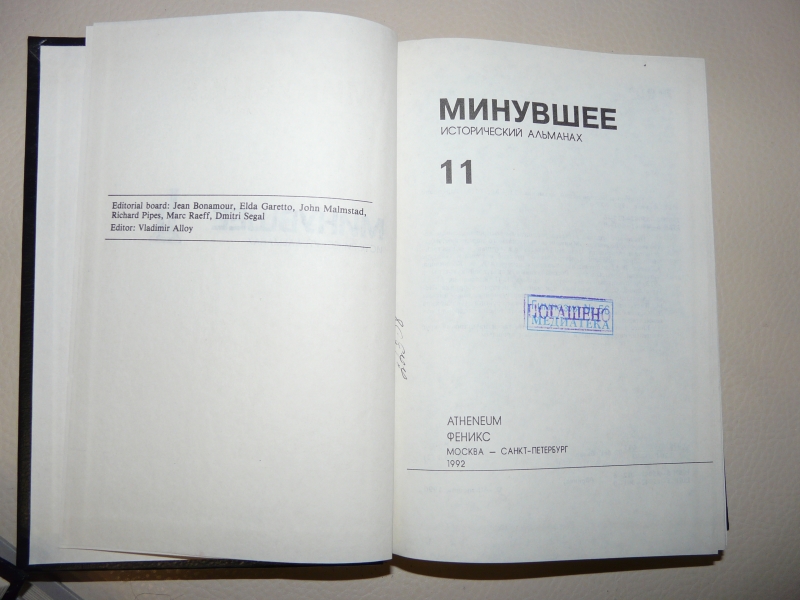 Editorial board: Jean Bonamour, Elda Garetto, John Malmstad,
Richard Pipes, Marc Raeff, Dmitri Segal
Editor: Vladimir Alloy
МИНУВШЕЕ
ИСТОРИЧЕСКИЙ АЛЬМАНАХ
11
ПОГАШЕНО
МЕДИАТЕКА
ATHENEUM
ФЕНИКС
МОСКВА — САНКТ-ПЕТЕРБУРГ
1992